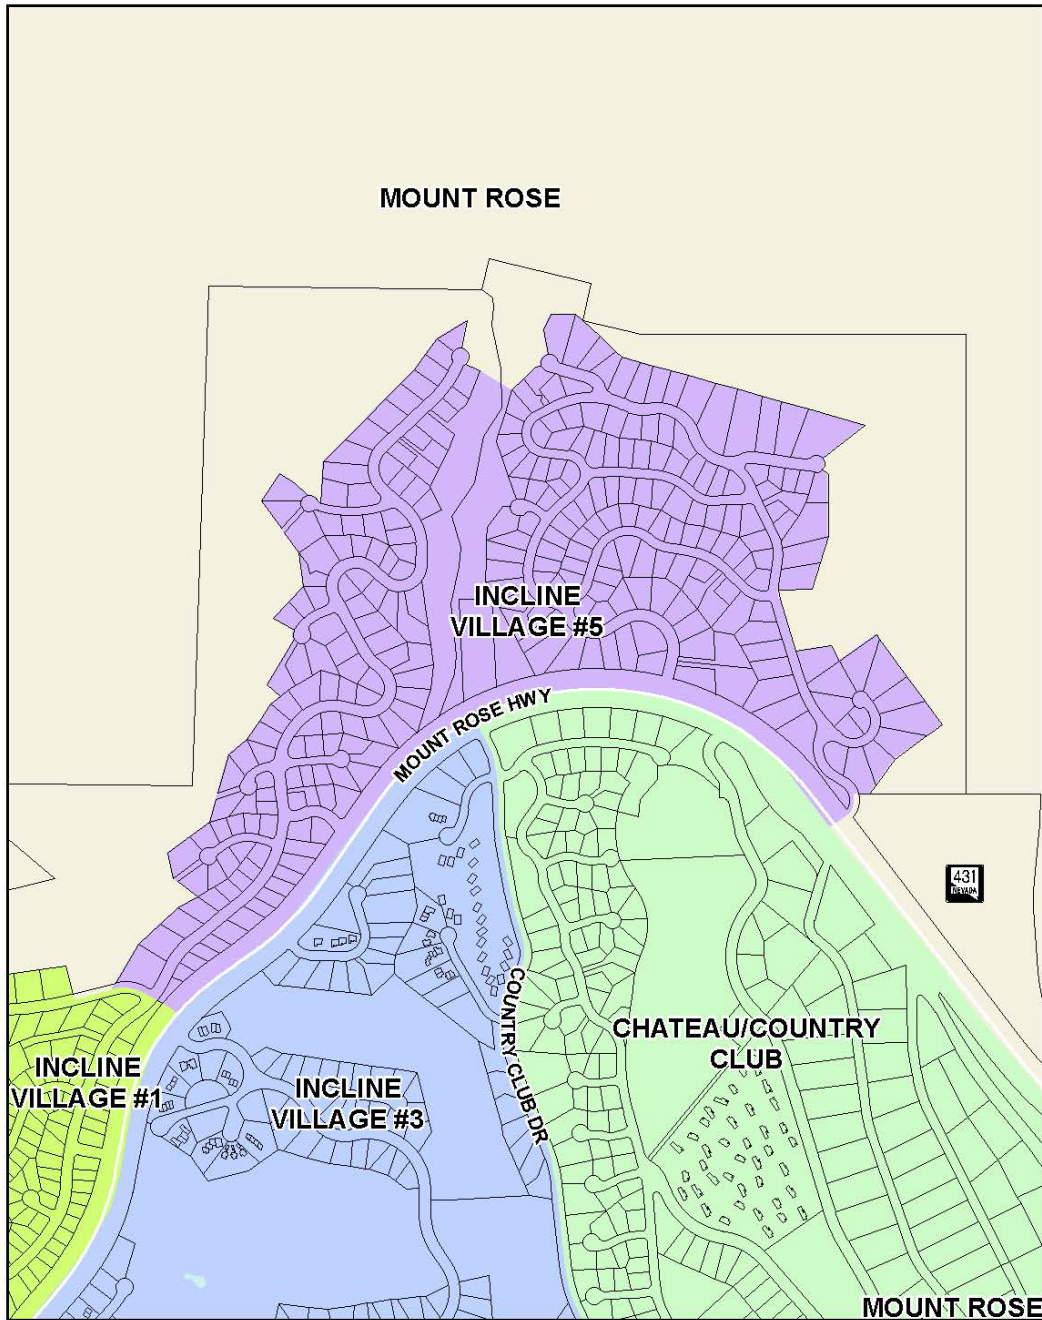 MOUNT ROSE
INCLINE
VILLAGE #5
MOUNT ROSE HWY
431
NEVADA
COUNTRY CLUB DR
CHATEAU/COUNTRY
CLUB
INCLINE
VILLAGE #1
INCLINE
VILLAGE #3
MOUNT ROSE